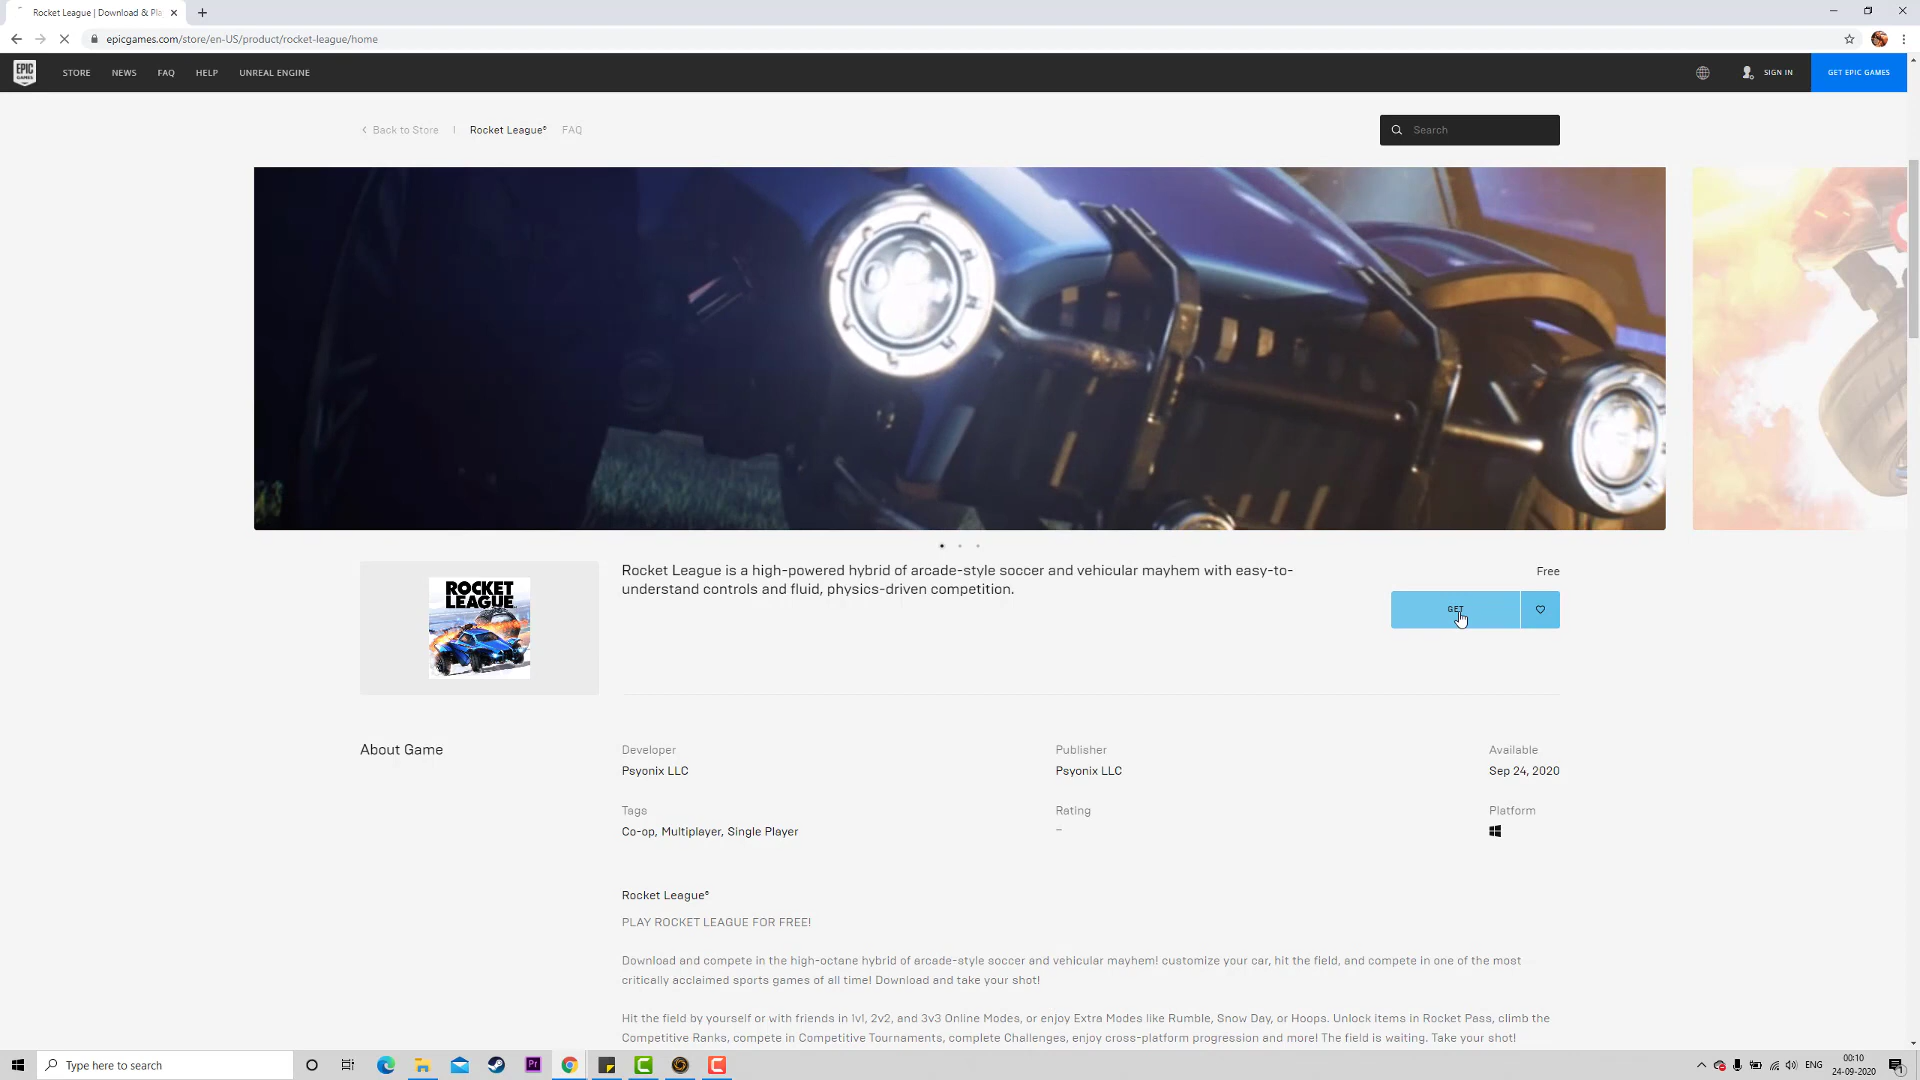 Rocket League | Download & Pla
epicgames.com/store/en-US/product/rocket-league/home
EPIC GAMES
STORE NEWS FAQ HELP UNREAL ENGINE
SIGN IN
GET EPIC GAMES
Back to Store
Rocket League®
FAQ
Search
ROCKET
LEAGUE
Rocket League is a high-powered hybrid of arcade-style soccer and vehicular mayhem with easy-to-
understand controls and fluid, physics-driven competition.
Free
GET
About Game
Developer
Psyonix LLC
Publisher
Psyonix LLC
Available
Sep 24, 2020
Tags
Co-op, Multiplayer, Single Player
Rating
–
Platform
Rocket League®
PLAY ROCKET LEAGUE FOR FREE!
Download and compete in the high-octane hybrid of arcade-style soccer and vehicular mayhem! customize your car, hit the field, and compete in one of the most
critically acclaimed sports games of all time! Download and take your shot!
Hit the field by yourself or with friends in 1v1, 2v2, and 3v3 Online Modes, or enjoy Extra Modes like Rumble, Snow Day, or Hoops. Unlock items in Rocket Pass, climb the
Competitive Ranks, compete in Competitive Tournaments, complete Challenges, enjoy cross-platform progression and more! The field is waiting. Take your shot!
Type here to search
Pr
ENG
00:10
24-09-2020